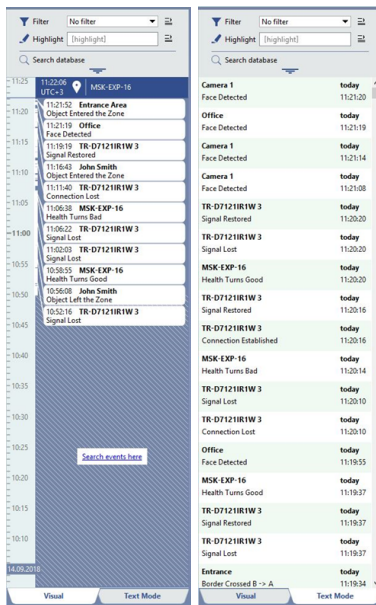 Filter
No filter
Highlight
[highlight]
Search database
11:25
11:20
11:15
11:10
11:05
11:00
10:55
10:50
10:45
10:40
10:35
10:30
10:25
10:20
10:15
10:10
14.09.2018
11:22:06
UTC+3
MSK-EXP-16
11:21:52 Entrance Area
Object Entered the Zone
11:21:19 Office
Face Detected
11:19:19 TR-D7121IR1W 3
Signal Restored
11:16:43 John Smith
Object Entered the Zone
11:11:40 TR-D7121IR1W 3
Connection Lost
11:06:38 MSK-EXP-16
Health Turns Bad
11:06:22 TR-D7121IR1W 3
Signal Lost
11:02:03 TR-D7121IR1W 3
Signal Lost
10:58:55 MSK-EXP-16
Health Turns Good
10:56:08 John Smith
Object Left the Zone
10:52:16 TR-D7121IR1W 3
Signal Lost
Search events here
Visual
Text Mode
Filter
No filter
Highlight
[highlight]
Search database
Camera 1 today
Face Detected 11:21:20
Office today
Face Detected 11:21:19
Camera 1 today
Face Detected 11:21:14
Camera 1 today
Face Detected 11:21:08
TR-D7121IR1W 3 today
Signal Restored 11:20:20
TR-D7121IR1W 3 today
Signal Lost 11:20:20
MSK-EXP-16 today
Health Turns Good 11:20:20
TR-D7121IR1W 3 today
Signal Restored 11:20:16
TR-D7121IR1W 3 today
Connection Established 11:20:16
MSK-EXP-16 today
Health Turns Bad 11:20:14
TR-D7121IR1W 3 today
Signal Lost 11:20:10
TR-D7121IR1W 3 today
Connection Lost 11:20:10
Office today
Face Detected 11:19:55
MSK-EXP-16 today
Health Turns Good 11:19:37
TR-D7121IR1W 3 today
Signal Restored 11:19:37
TR-D7121IR1W 3 today
Signal Lost 11:19:37
Entrance today
Border Crossed B -> A 11:19:34
Visual
Text Mode